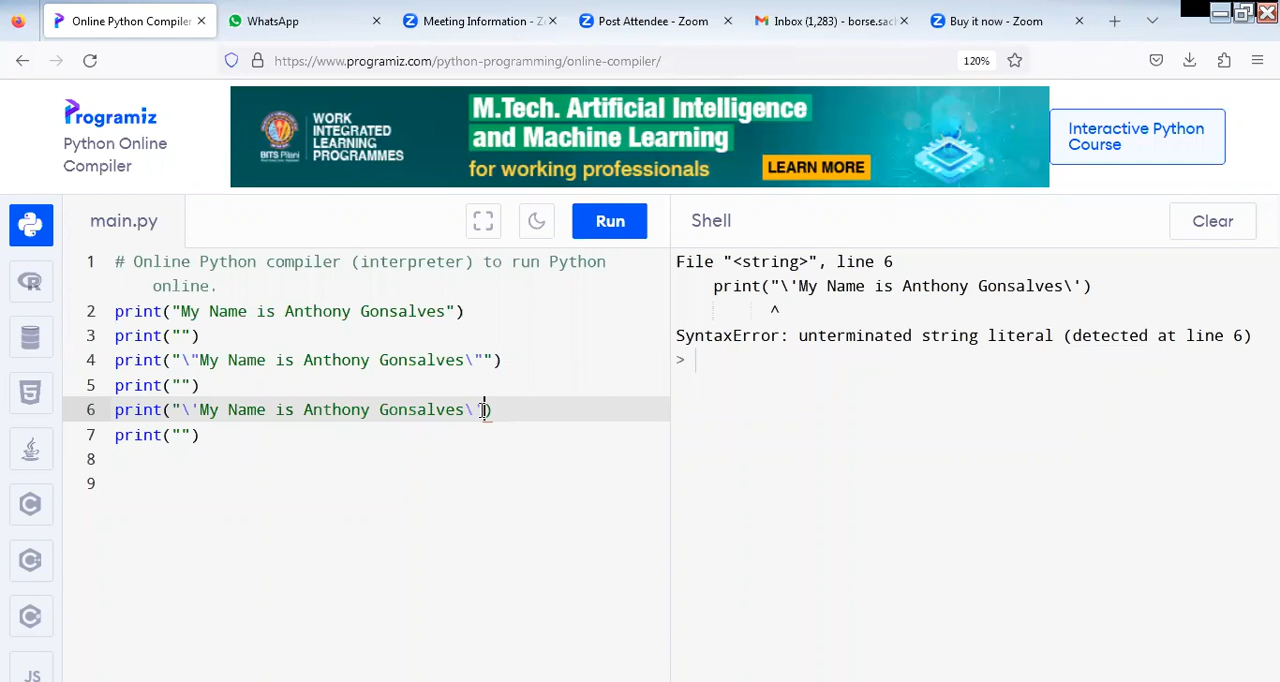 Online Python Compiler
WhatsApp
Meeting Information - Z
Post Attendee - Zoom
Inbox (1,283) - borse.sac
Buy it now - Zoom
https://www.programiz.com/python-programming/online-compiler/
120%
Programiz
Python Online
Compiler
BITS Pilani
WORK
INTEGRATED
LEARNING
PROGRAMMES
M.Tech. Artificial Intelligence
and Machine Learning
for working professionals
LEARN MORE
Interactive Python
Course
main.py
Run
Shell
Clear
1 # Online Python compiler (interpreter) to run Python
online.
2 print("My Name is Anthony Gonsalves")
3 print("")
4 print("\"My Name is Anthony Gonsalves\"")
5 print("")
6 print("\'My Name is Anthony Gonsalves\')
7 print("")
8
9
File "<string>", line 6
print("\'My Name is Anthony Gonsalves\')
^
SyntaxError: unterminated string literal (detected at line 6)
>
R
5
JS